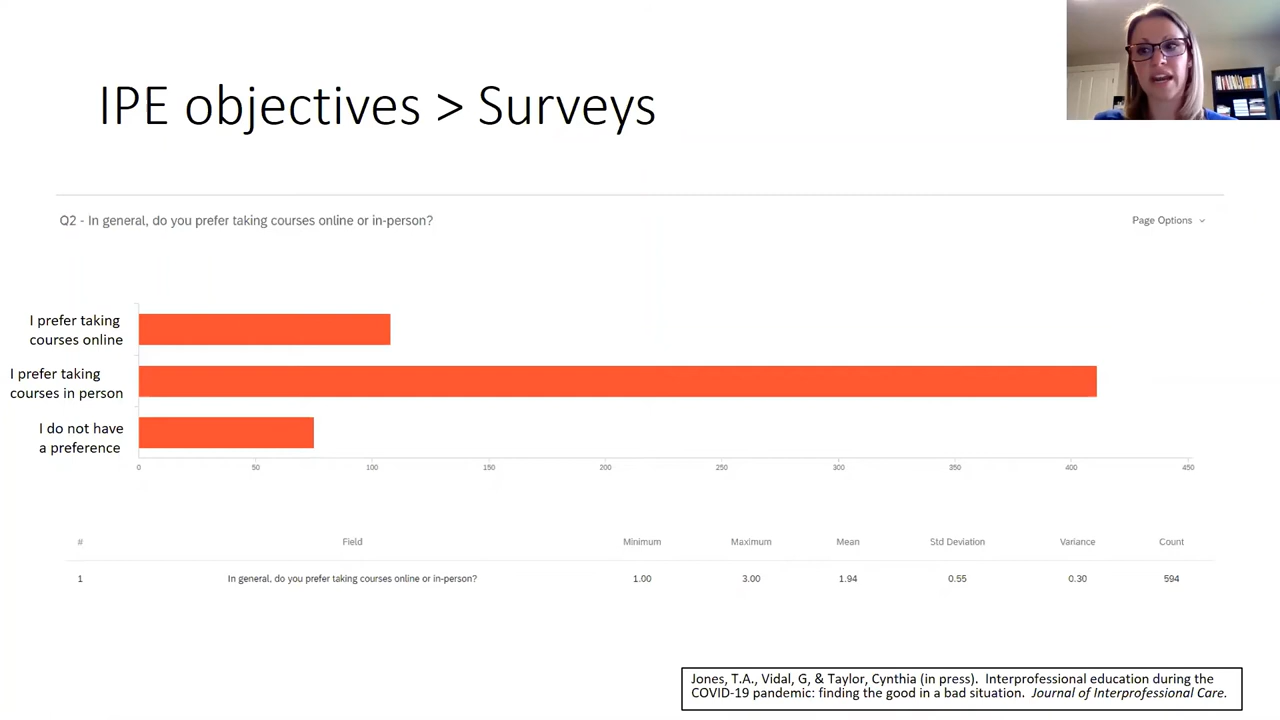 IPE objectives > Surveys
Q2 - In general, do you prefer taking courses online or in-person?
Page Options
I prefer taking
courses online
I prefer taking
courses in person
I do not have
a preference
0 50 100 150 200 250 300 350 400 450
# Field Minimum Maximum Mean Std Deviation Variance Count
1 In general, do you prefer taking courses online or in-person? 1.00 3.00 1.94 0.55 0.30 594
Jones, T.A., Vidal, G, & Taylor, Cynthia (in press). Interprofessional education during the
COVID-19 pandemic: finding the good in a bad situation. Journal of Interprofessional Care.